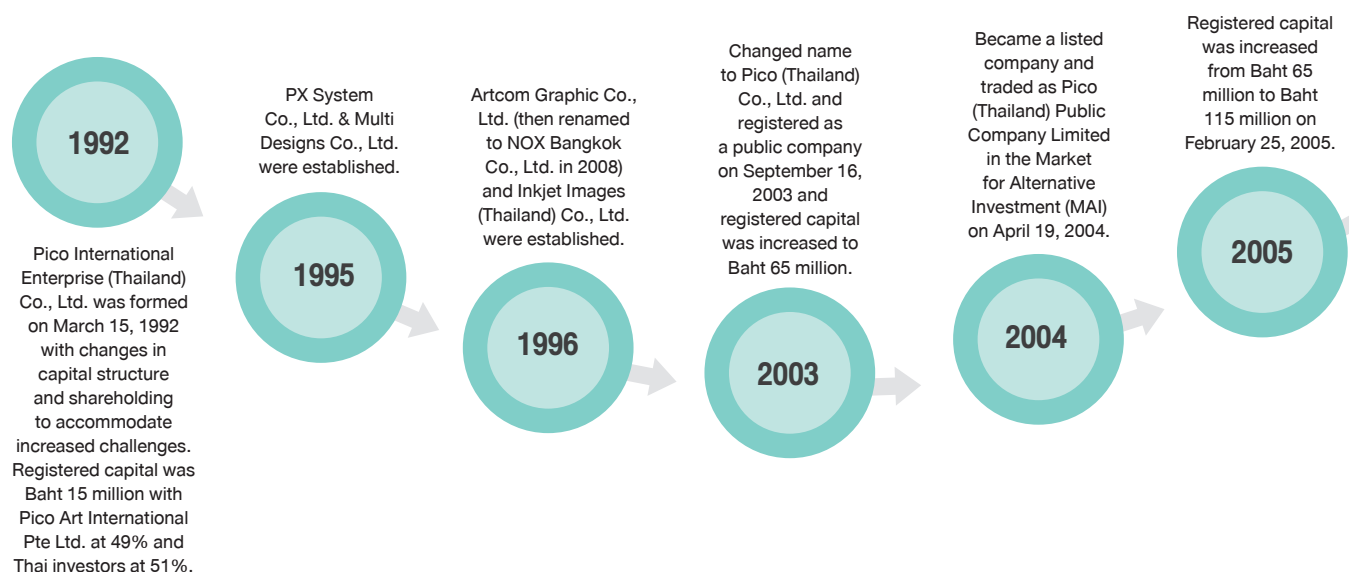 1992
Pico International
Enterprise (Thailand)
Co., Ltd. was formed
on March 15, 1992
with changes in
capital structure
and shareholding
to accommodate
increased challenges.
Registered capital was
Baht 15 million with
Pico Art International
Pte Ltd. at 49% and
Thai investors at 51%.
PX System
Co., Ltd. & Multi
Designs Co., Ltd.
were established.
1995
Artcom Graphic Co.,
Ltd. (then renamed
to NOX Bangkok
Co., Ltd. in 2008)
and Inkjet Images
(Thailand) Co., Ltd.
were established.
1996
Changed name
to Pico (Thailand)
Co., Ltd. and
registered as
a public company
on September 16,
2003 and
registered capital
was increased to
Baht 65 million.
2003
Became a listed
company and
traded as Pico
(Thailand) Public
Company Limited
in the Market
for Alternative
Investment (MAI)
on April 19, 2004.
2004
Registered capital
was increased
from Baht 65
million to Baht
115 million on
February 25, 2005.
2005